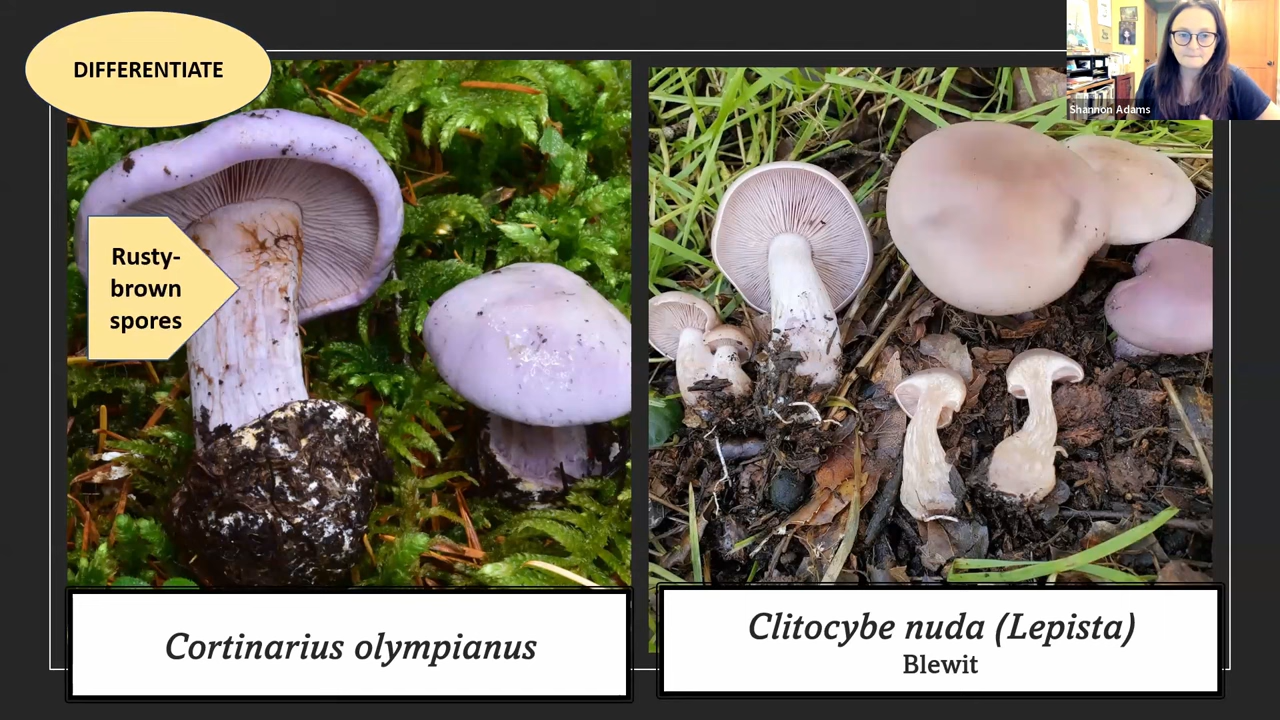 DIFFERENTIATE
Shannon Adams
Rusty-
brown
spores
Cortinarius olympianus
Clitocybe nuda (Lepista)
Blewit